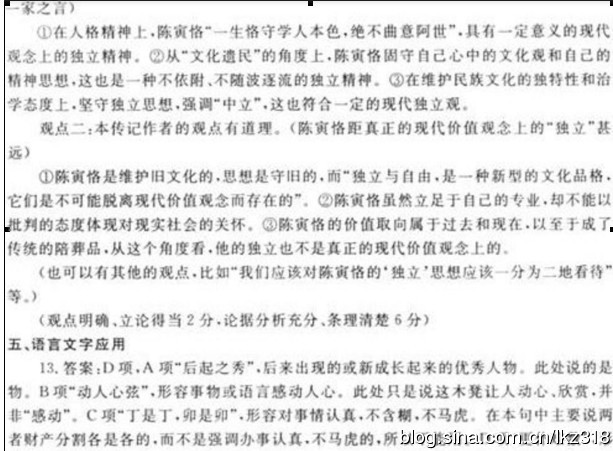 一家之言)
①在人格精神上,陈寅恪“一生恪守学人本色,绝不曲意阿世”,具有一定意义的现代
观念上的独立精神。②从“文化遗民”的角度上,陈寅恪固守自己心中的文化观和自己的
精神思想,这也是一种不依附、不随波逐流的独立精神。③在维护民族文化的独特性和治
学态度上,坚守独立思想,强调“中立”,这也符合一定的现代独立观。
观点二:本传记作者的观点有道理。(陈寅恪距真正的现代价值观念上的“独立”甚
远)
①陈寅恪是维护旧文化的,思想是守旧的,而“独立与自由,是一种新型的文化品格,
它们是不可能脱离现代价值观念而存在的”。②陈寅恪虽然立足于自己的专业,却不能以
批判的态度体现对现实社会的关怀。③陈寅恪的价值取向属于过去和现在,以至于成了
传统的陪葬品,从这个角度看,他的独立也不是真正的现代价值观念上的。
(也可以有其他的观点,比如“我们应该对陈寅恪的‘独立’思想应该一分为二地看待”
等。)
(观点明确、立论得当2分,论据分析充分、条理清楚6分)
五、语言文字应用
13.答案:D项,A项“后起之秀”,后来出现的或新成长起来的优秀人物。此处说的是
物。B项“动人心弦”,形容事物或语言感动人心。此处只是说这木凳让人动心、欣赏,并
非“感动”。C项“丁是丁,卯是卯”,形容对事情认真,不含糊,不马虎。在本句中主要说两
者财产分割各是各的,而不是强调办事认真,不马虎的,所
blog.sina.com.cn/lkz318